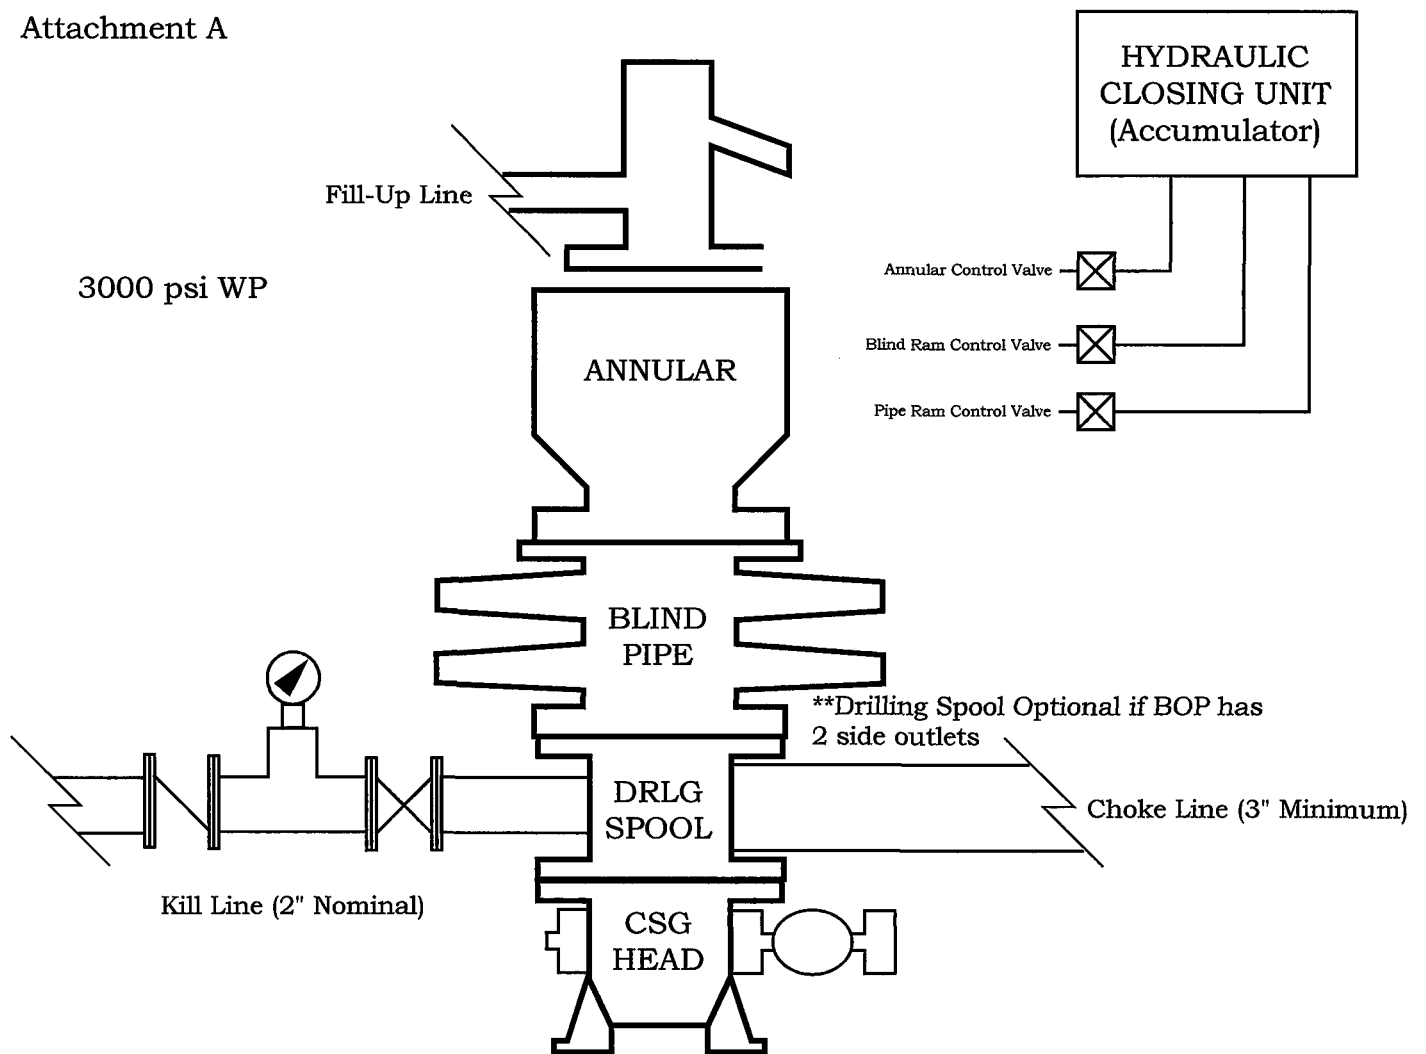 Attachment A
HYDRAULIC
CLOSING UNIT
(Accumulator)
Fill-Up Line
3000 psi WP
Annular Control Valve
Blind Ram Control Valve
Pipe Ram Control Valve
ANNULAR
BLIND
PIPE
**Drilling Spool Optional if BOP has
2 side outlets
DRLG
SPOOL
Choke Line (3" Minimum)
Kill Line (2" Nominal)
CSG
HEAD